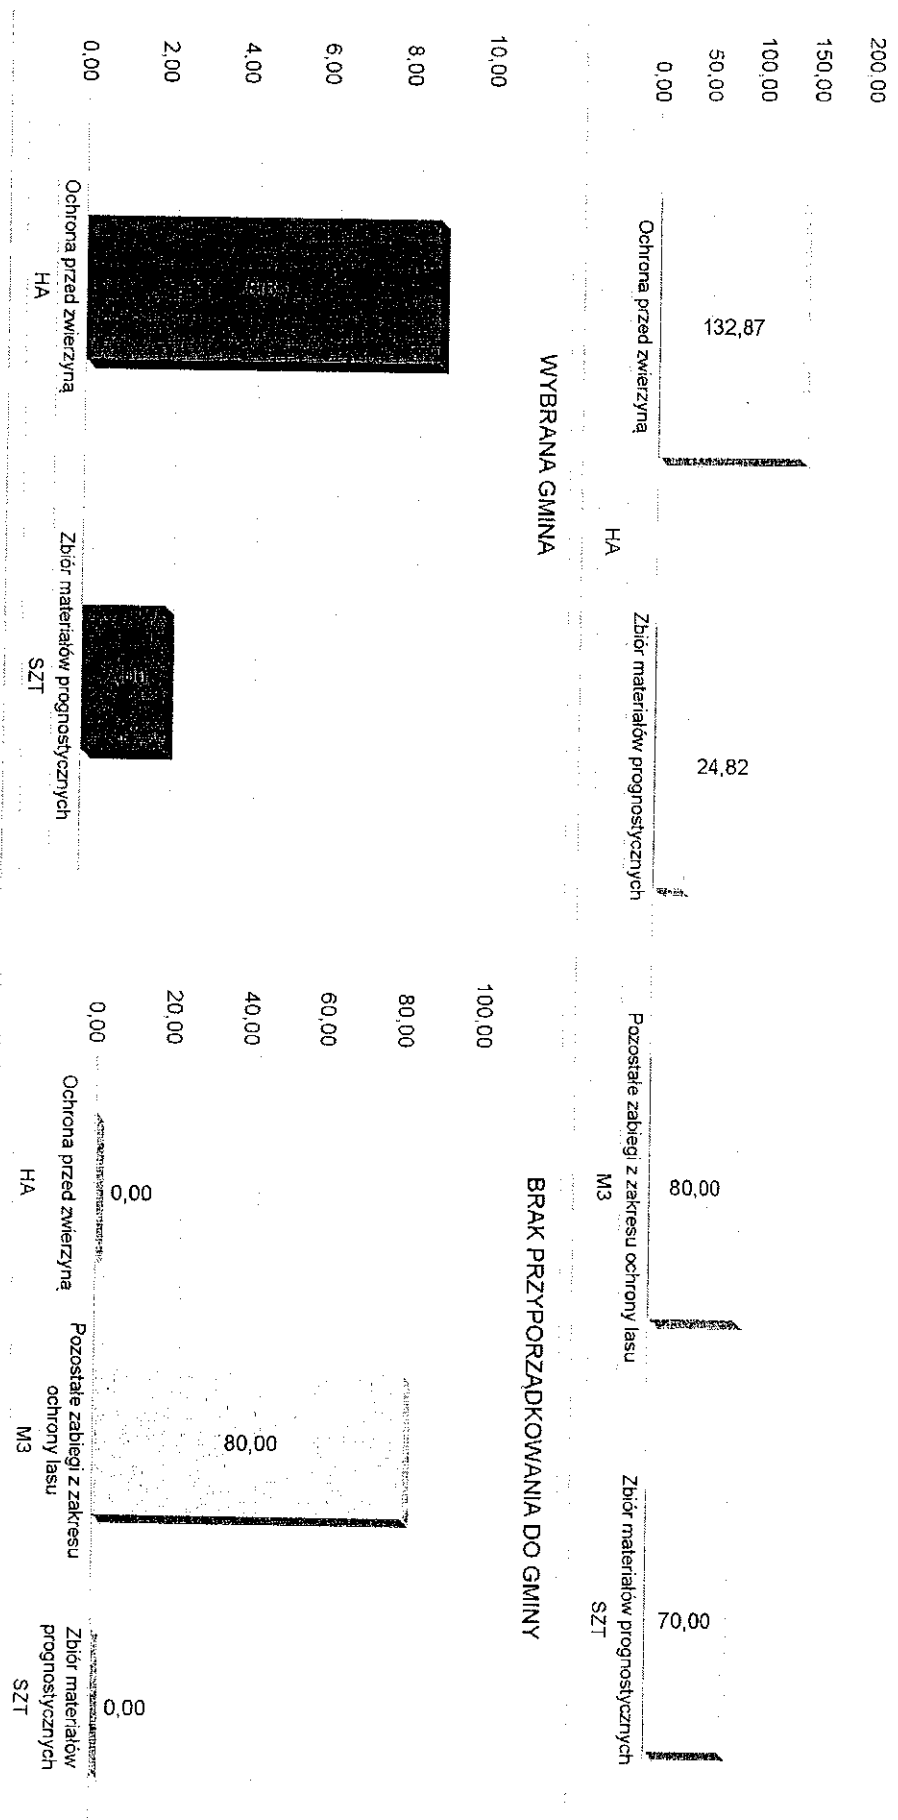 200,00
150,00
100,00
50,00
0,00
132,87
24,82
80,00
70,00
Ochrona przed zwierzyną
Zbiór materiałów prognostycznych
Pozostałe zabiegi z zakresu ochrony lasu
Zbiór materiałów prognostycznych
HA
M3
SZT
WYBRANA GMINA
10,00
8,00
6,00
4,00
2,00
0,00
Ochrona przed zwierzyną
Zbiór materiałów prognostycznych
HA
SZT
BRAK PRZYPORZĄDKOWANIA DO GMINY
100,00
80,00
60,00
40,00
20,00
0,00
0,00
80,00
0,00
Ochrona przed zwierzyną
Pozostałe zabiegi z zakresu
ochrony lasu
Zbiór materiałów
prognostycznych
HA
M3
SZT